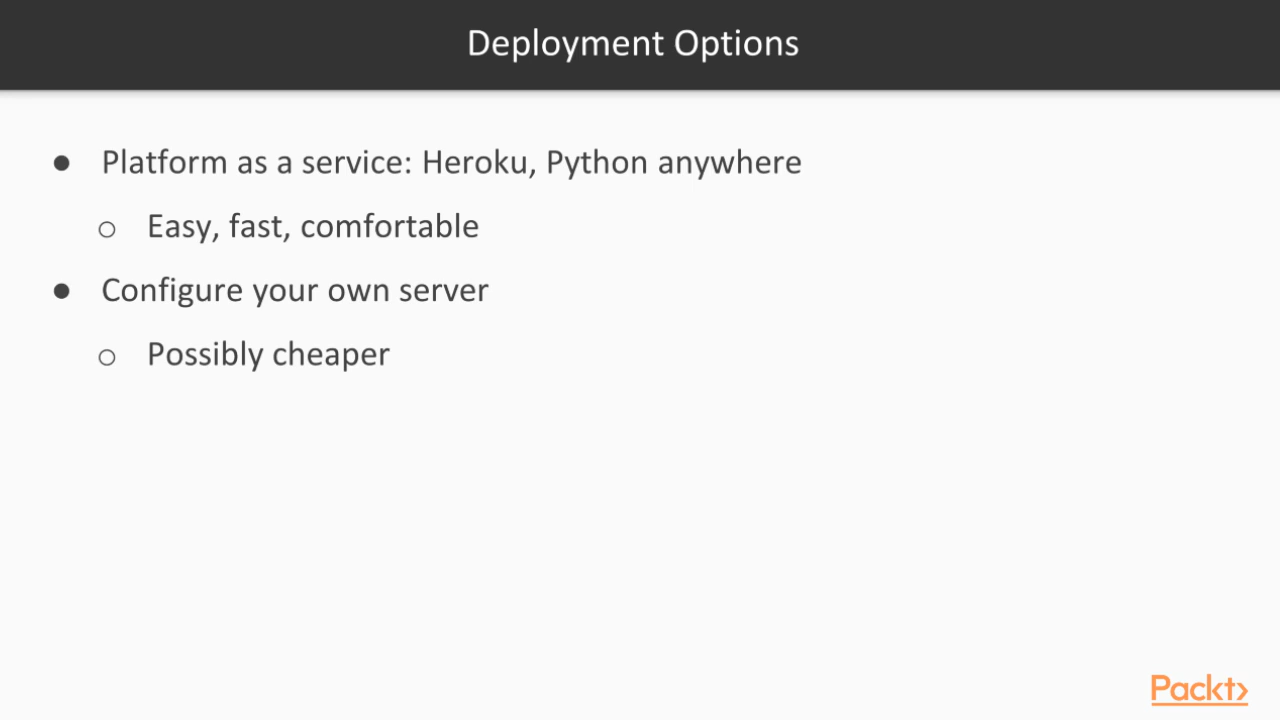 Deployment Options
● Platform as a service: Heroku, Python anywhere
○ Easy, fast, comfortable
● Configure your own server
○ Possibly cheaper
Packt>